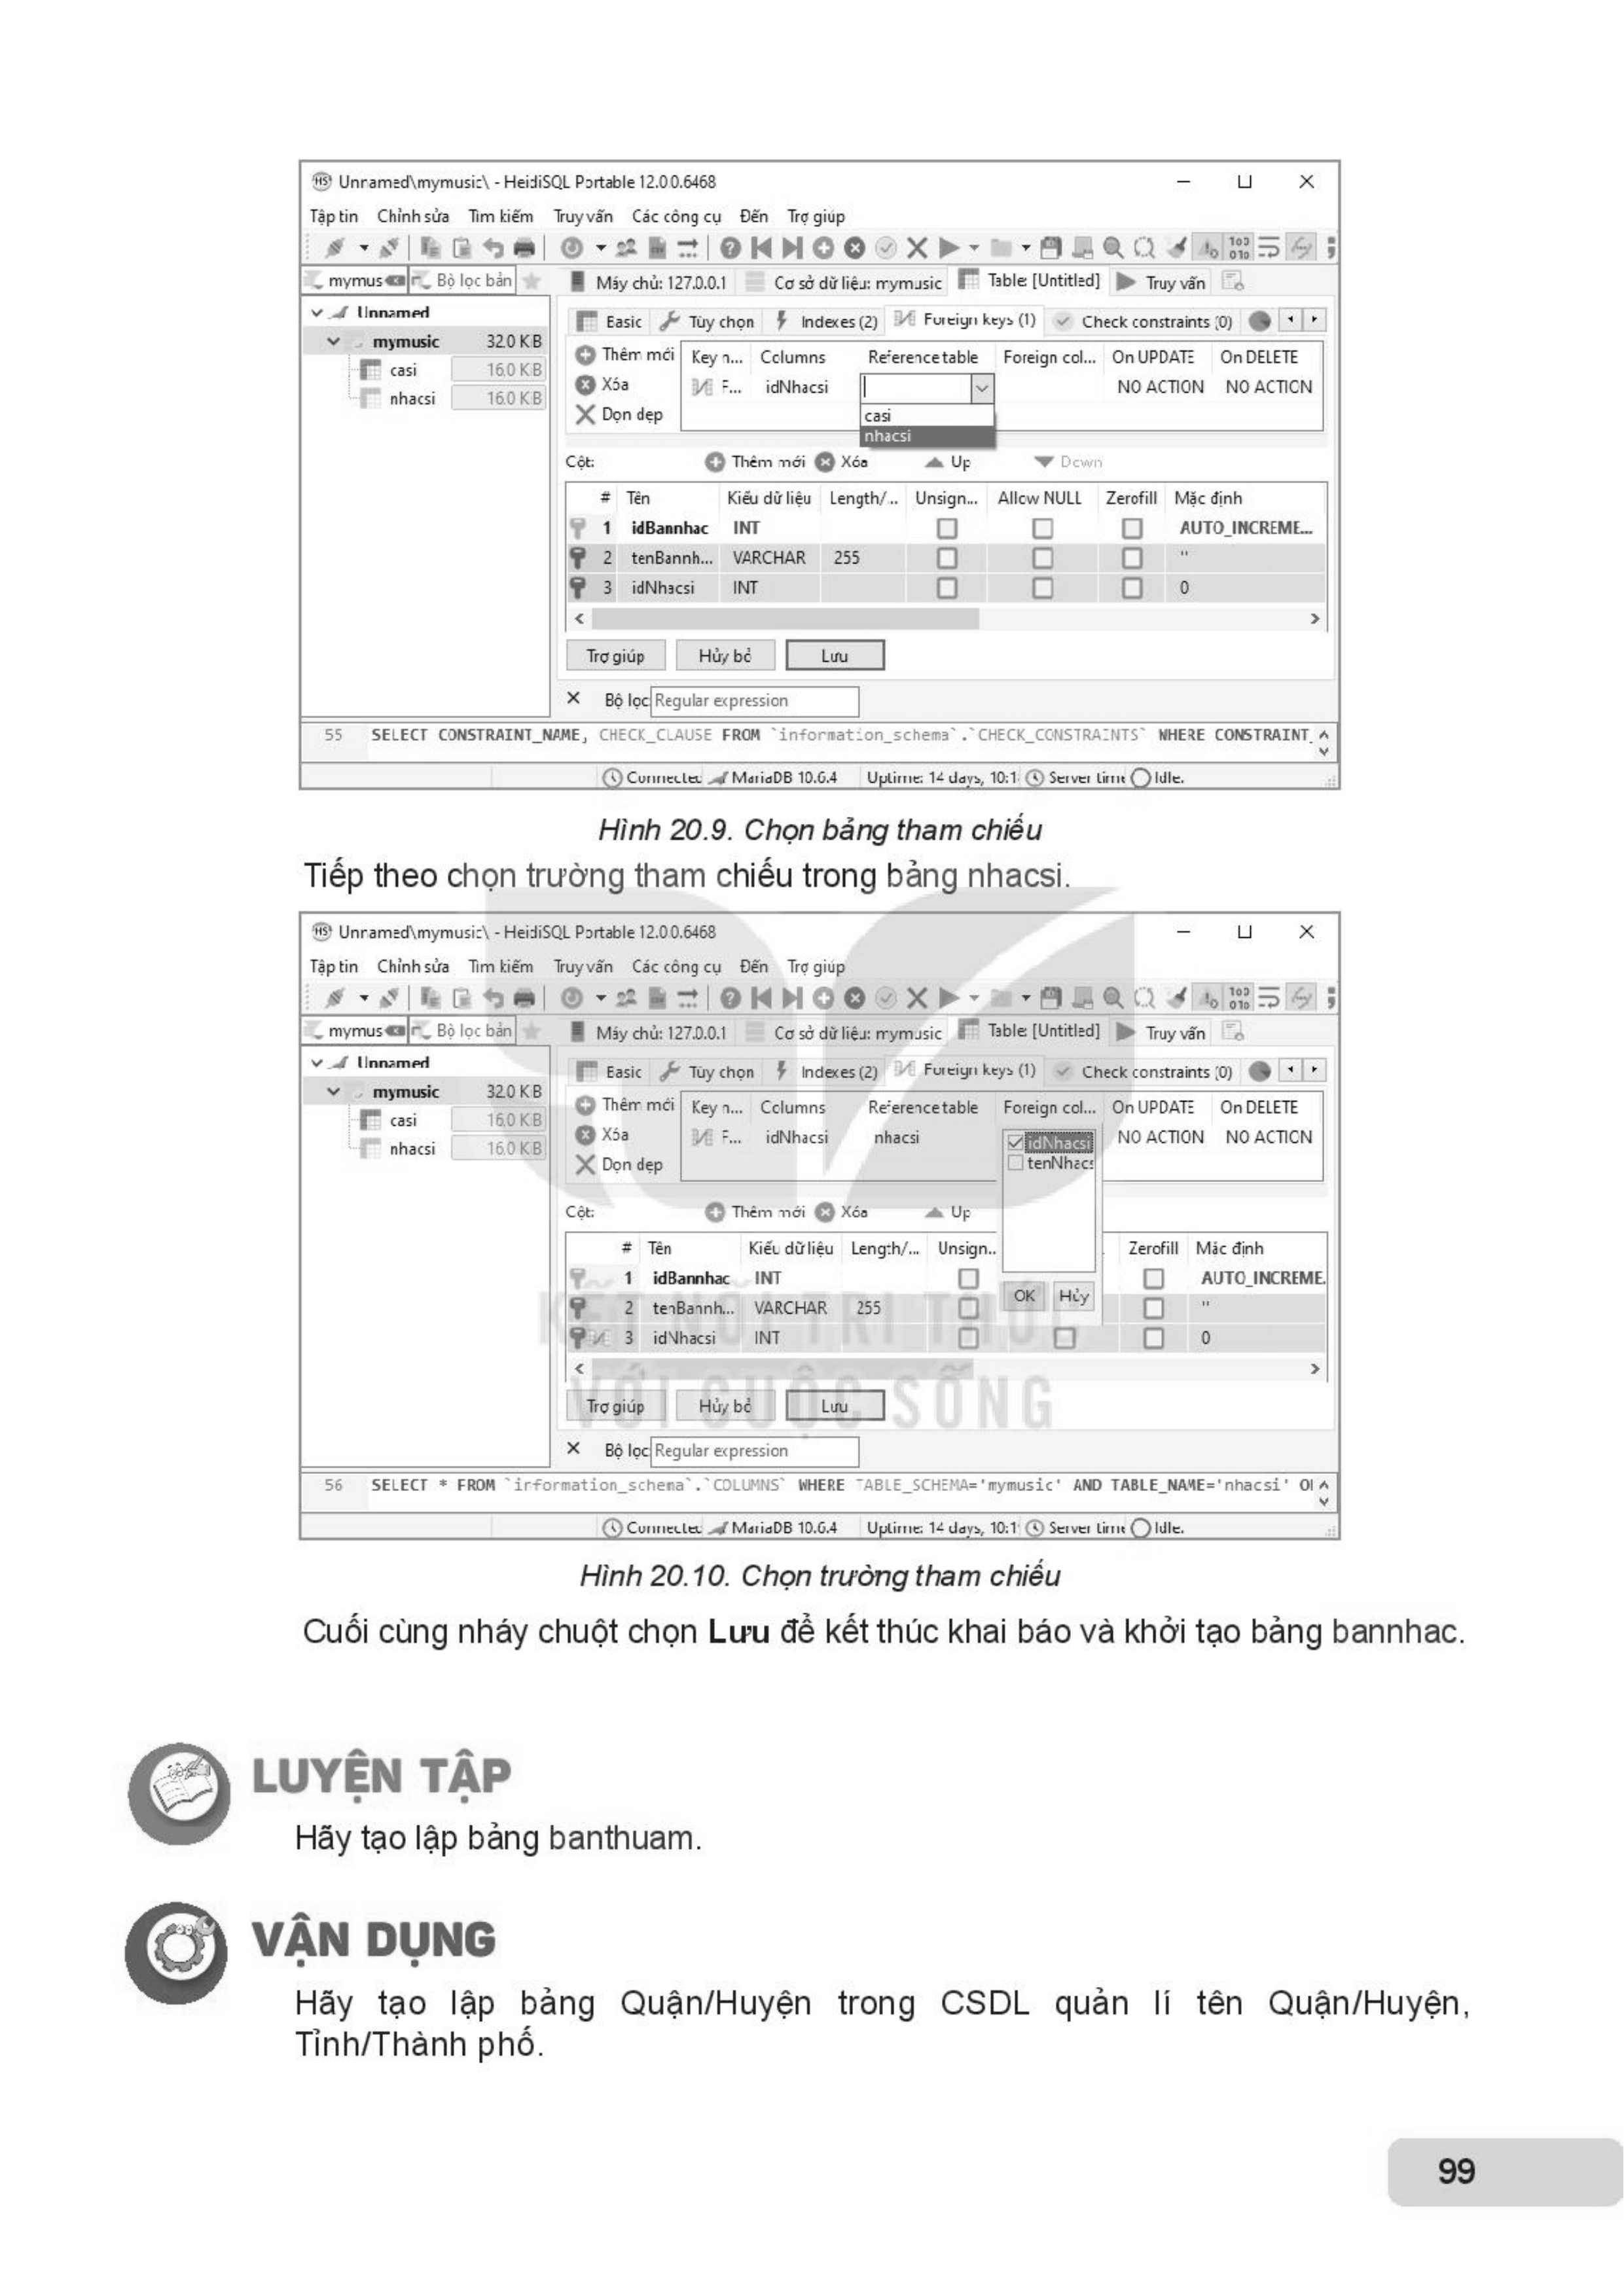 Unnamed\mymusic\ - HeidiSQL Portable 12.0.0.6468
Tập tin Chỉnh sửa Tìm kiếm Truy vấn Các công cụ Đến Trợ giúp
mymus Bộ lọc bản Máy chủ: 127.0.0.1 Cơ sở dữ liệu: mymusic Table: [Untitled] Truy vấn
Unnamed
Basic Tùy chọn Indexes (2) Foreign keys (1) Check constraints (0)
mymusic 32.0 KiB
casi 16.0 KiB
nhacsi 16.0 KiB
Thêm mới Key n... Columns Reference table Foreign col... On UPDATE On DELETE
Xóa F... idNhacsi NO ACTION NO ACTION
Dọn dẹp casi
nhacsi
Cột: Thêm mới Xóa Up Down
# Tên Kiểu dữ liệu Length/... Unsign... Allow NULL Zerofill Mặc định
1 idBannhac INT AUTO_INCREME...
2 tenBannh... VARCHAR 255 ''
3 idNhacsi INT 0
Trợ giúp Hủy bỏ Lưu
Bộ lọc: Regular expression
55 SELECT CONSTRAINT_NAME, CHECK_CLAUSE FROM `information_schema`.`CHECK_CONSTRAINTS` WHERE CONSTRAINT_
Connected MariaDB 10.6.4 Uptime: 14 days, 10:1 Server time Idle.
Hình 20.9. Chọn bảng tham chiếu
Tiếp theo chọn trường tham chiếu trong bảng nhacsi.
Unnamed\mymusic\ - HeidiSQL Portable 12.0.0.6468
Tập tin Chỉnh sửa Tìm kiếm Truy vấn Các công cụ Đến Trợ giúp
mymus Bộ lọc bản Máy chủ: 127.0.0.1 Cơ sở dữ liệu: mymusic Table: [Untitled] Truy vấn
Unnamed
Basic Tùy chọn Indexes (2) Foreign keys (1) Check constraints (0)
mymusic 32.0 KiB
casi 16.0 KiB
nhacsi 16.0 KiB
Thêm mới Key n... Columns Reference table Foreign col... On UPDATE On DELETE
Xóa F... idNhacsi nhacsi idNhacsi NO ACTION NO ACTION
Dọn dẹp tenNhacs
Cột: Thêm mới Xóa Up
# Tên Kiểu dữ liệu Length/... Unsign.. Zerofill Mặc định
1 idBannhac INT AUTO_INCREME.
OK Hủy
2 tenBannh... VARCHAR 255 ''
3 idNhacsi INT 0
KẾT NỐI TRI THỨC
VỚI CUỘC SỐNG
Trợ giúp Hủy bỏ Lưu
Bộ lọc: Regular expression
56 SELECT * FROM `information_schema`.`COLUMNS` WHERE TABLE_SCHEMA='mymusic' AND TABLE_NAME='nhacsi' O
Connected MariaDB 10.6.4 Uptime: 14 days, 10:1 Server time Idle.
Hình 20.10. Chọn trường tham chiếu
Cuối cùng nháy chuột chọn Lưu để kết thúc khai báo và khởi tạo bảng bannhac.
LUYỆN TẬP
Hãy tạo lập bảng banthuam.
VẬN DỤNG
Hãy tạo lập bảng Quận/Huyện trong CSDL quản lí tên Quận/Huyện,
Tỉnh/Thành phố.
99